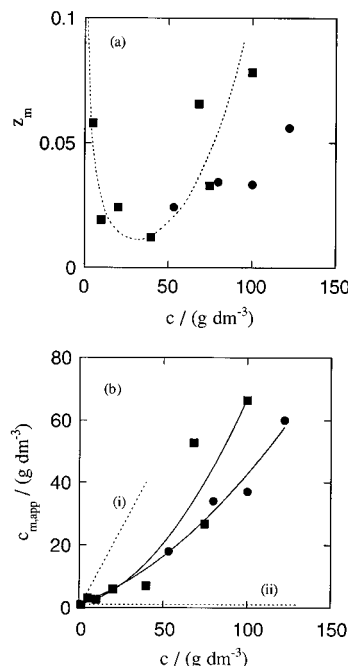 0.1
(a)
z_m
0.05
0
0 50 100 150
c / (g dm⁻³)
80
(b)
60
c_m,app / (g dm⁻³)
(i)
40
20
(ii)
0
0 50 100 150
c / (g dm⁻³)